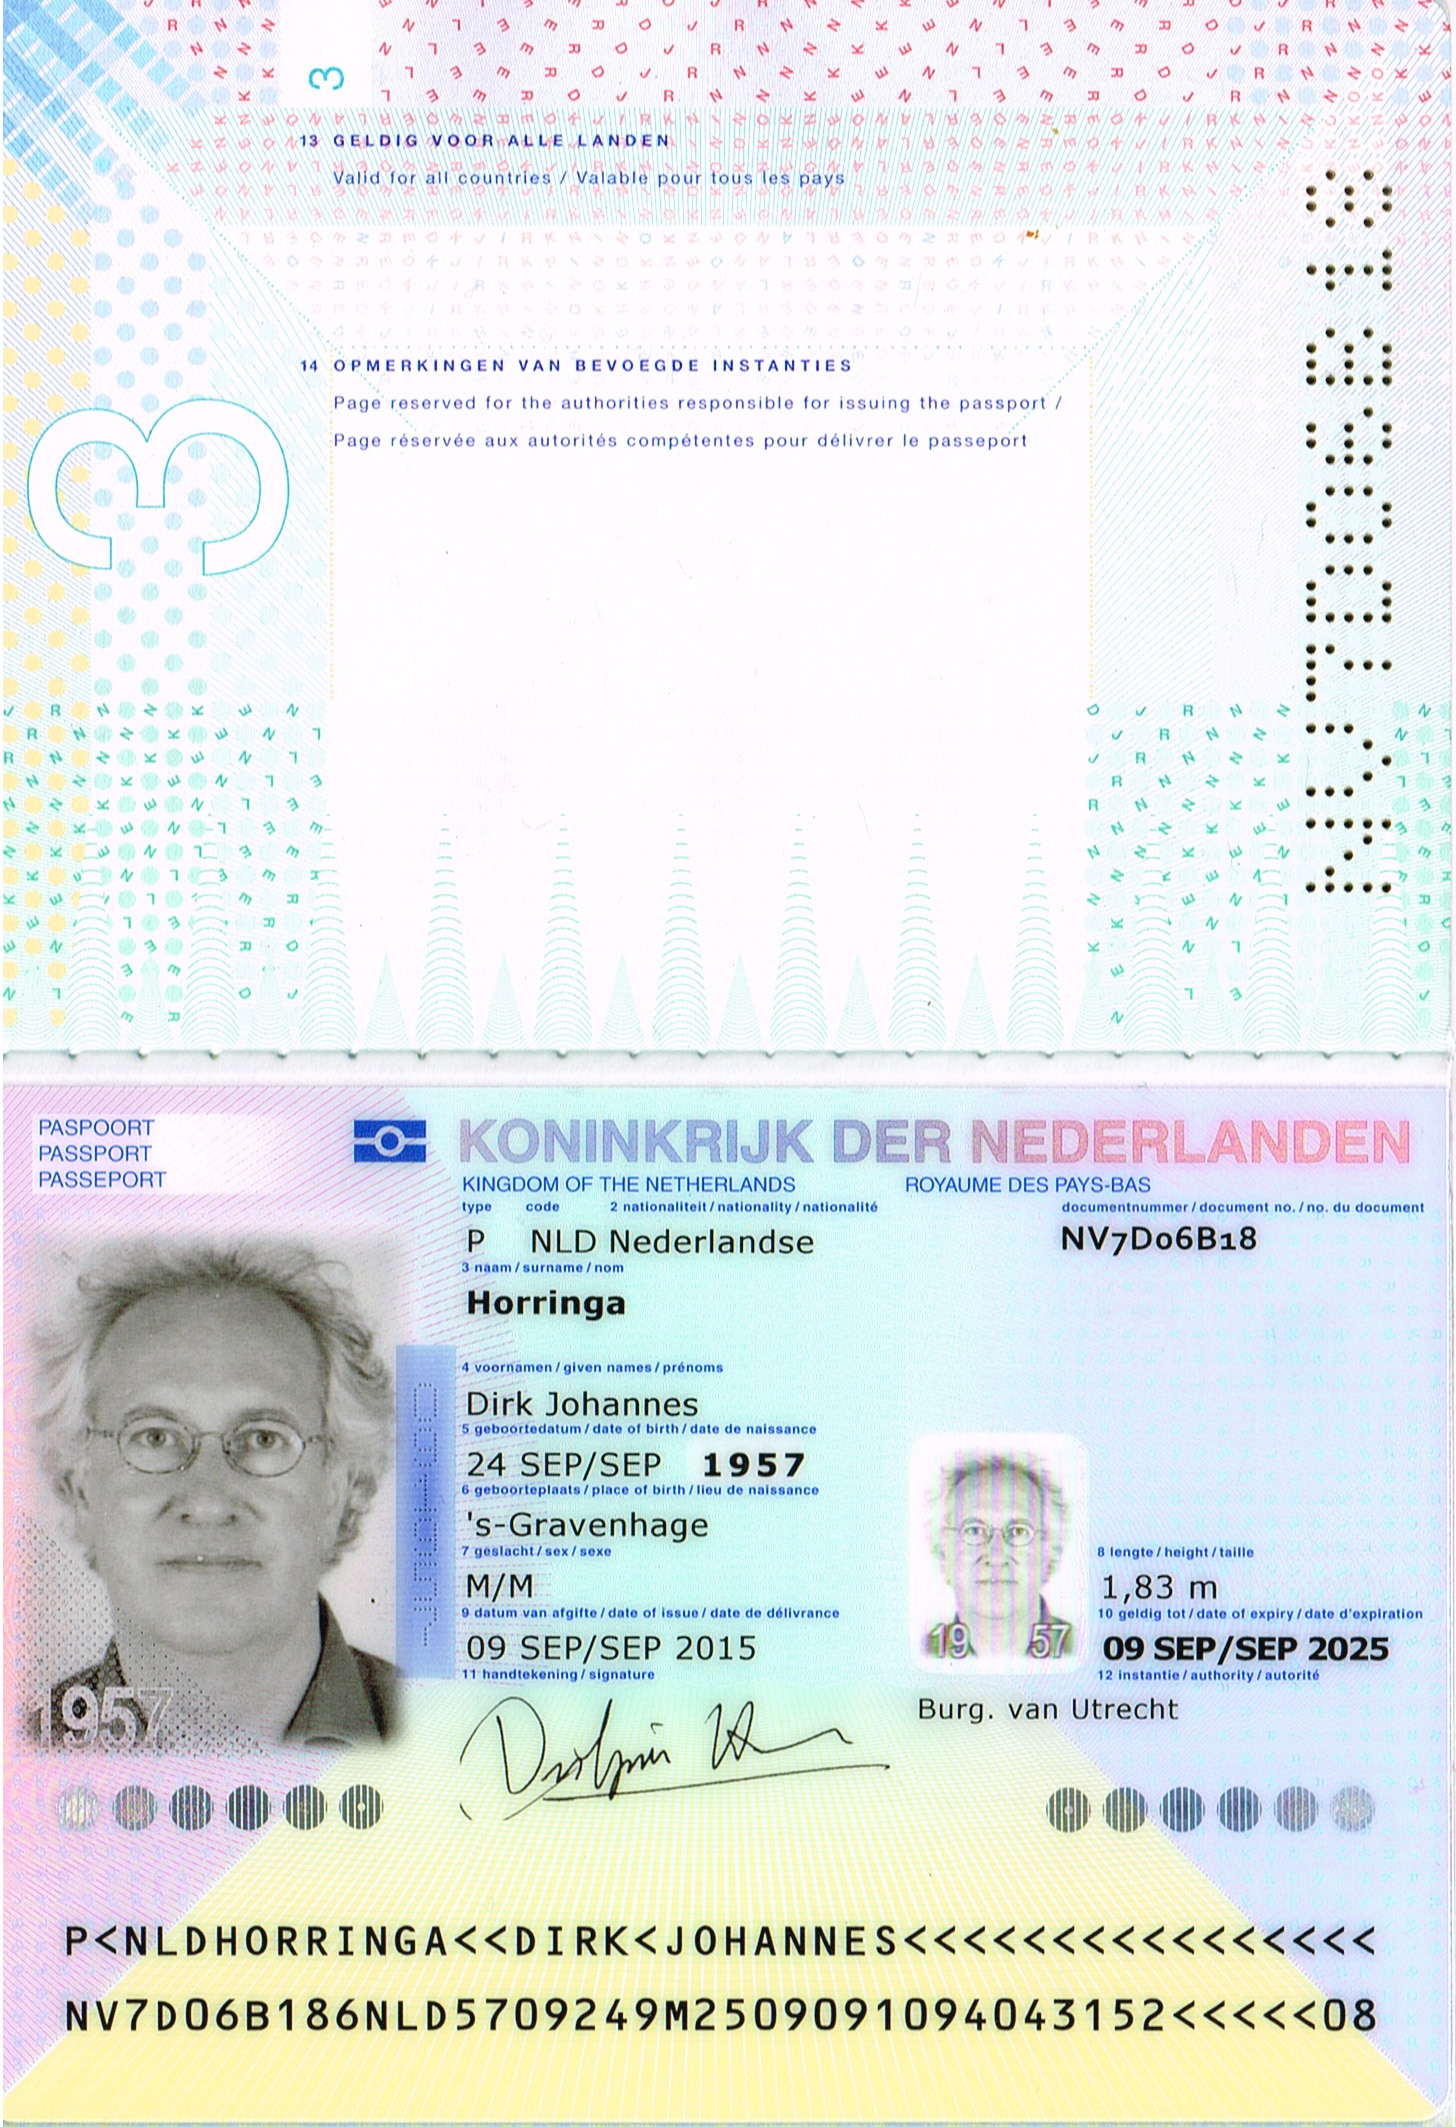 3
13 GELDIG VOOR ALLE LANDEN
Valid for all countries / Valable pour tous les pays
14 OPMERKINGEN VAN BEVOEGDE INSTANTIES
Page reserved for the authorities responsible for issuing the passport /
Page réservée aux autorités compétentes pour délivrer le passeport
3
NV7D06B18
PASPOORT
PASSPORT
PASSEPORT
KONINKRIJK DER NEDERLANDEN
KINGDOM OF THE NETHERLANDS ROYAUME DES PAYS-BAS
type code 2 nationaliteit / nationality / nationalité documentnummer / document no. / no. du document
P NLD Nederlandse NV7D06B18
3 naam / surname / nom
Horringa
4 voornamen / given names / prénoms
Dirk Johannes
5 geboortedatum / date of birth / date de naissance
24 SEP/SEP 1957
6 geboorteplaats / place of birth / lieu de naissance
's-Gravenhage
7 geslacht / sex / sexe 8 lengte / height / taille
M/M 1,83 m
9 datum van afgifte / date of issue / date de délivrance 10 geldig tot / date of expiry / date d'expiration
09 SEP/SEP 2015 09 SEP/SEP 2025
11 handtekening / signature 12 instantie / authority / autorité
Burg. van Utrecht
1957
19 57
P<NLDHORRINGA<<DIRK<JOHANNES<<<<<<<<<<<<<<<<
NV7D06B186NLD5709249M2509091094043152<<<<<08